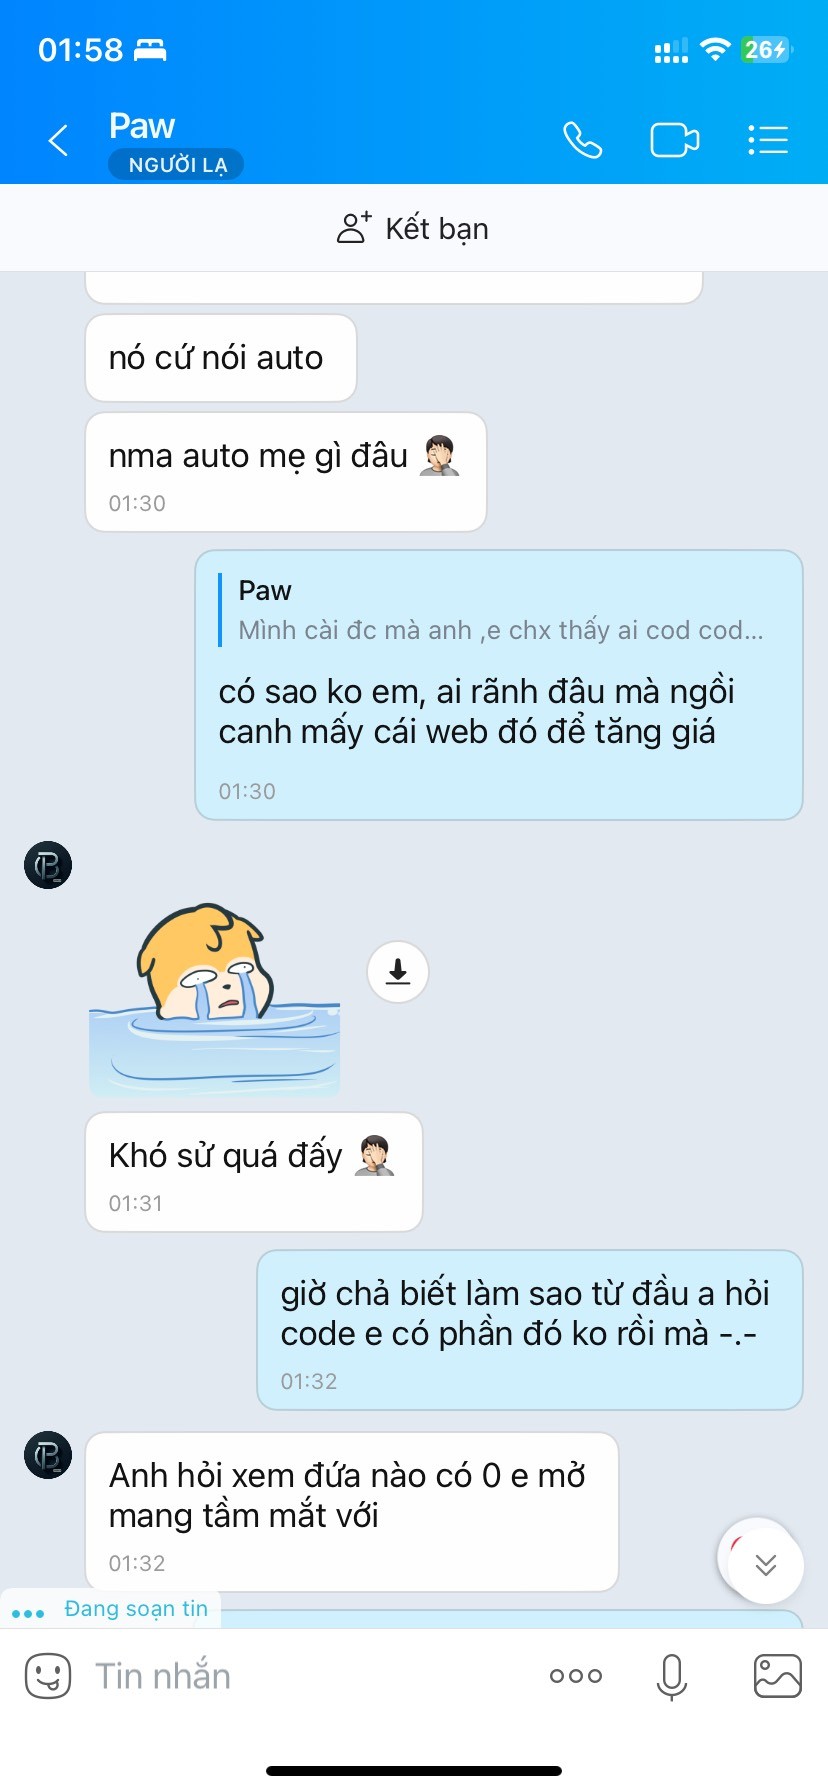 01:58
26
Paw
NGƯỜI LẠ
Kết bạn
nó cứ nói auto
nma auto mẹ gì đâu 🤦🏻
01:30
Paw
Mình cài đc mà anh ,e chx thấy ai cod cod...
có sao ko em, ai rãnh đâu mà ngồi
canh mấy cái web đó để tăng giá
01:30
Khó sử quá đấy 🤦🏻
01:31
giờ chả biết làm sao từ đầu a hỏi
code e có phần đó ko rồi mà -.-
01:32
Anh hỏi xem đứa nào có 0 e mở
mang tầm mắt với
01:32
Đang soạn tin
Tin nhắn